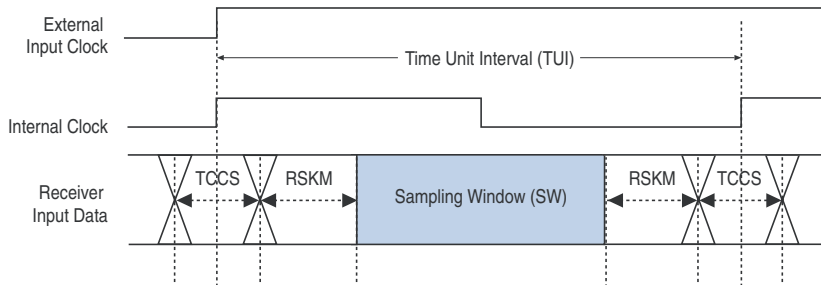 External
Input Clock
Time Unit Interval (TUI)
Internal Clock
Receiver
Input Data
TCCS
RSKM
Sampling Window (SW)
RSKM
TCCS